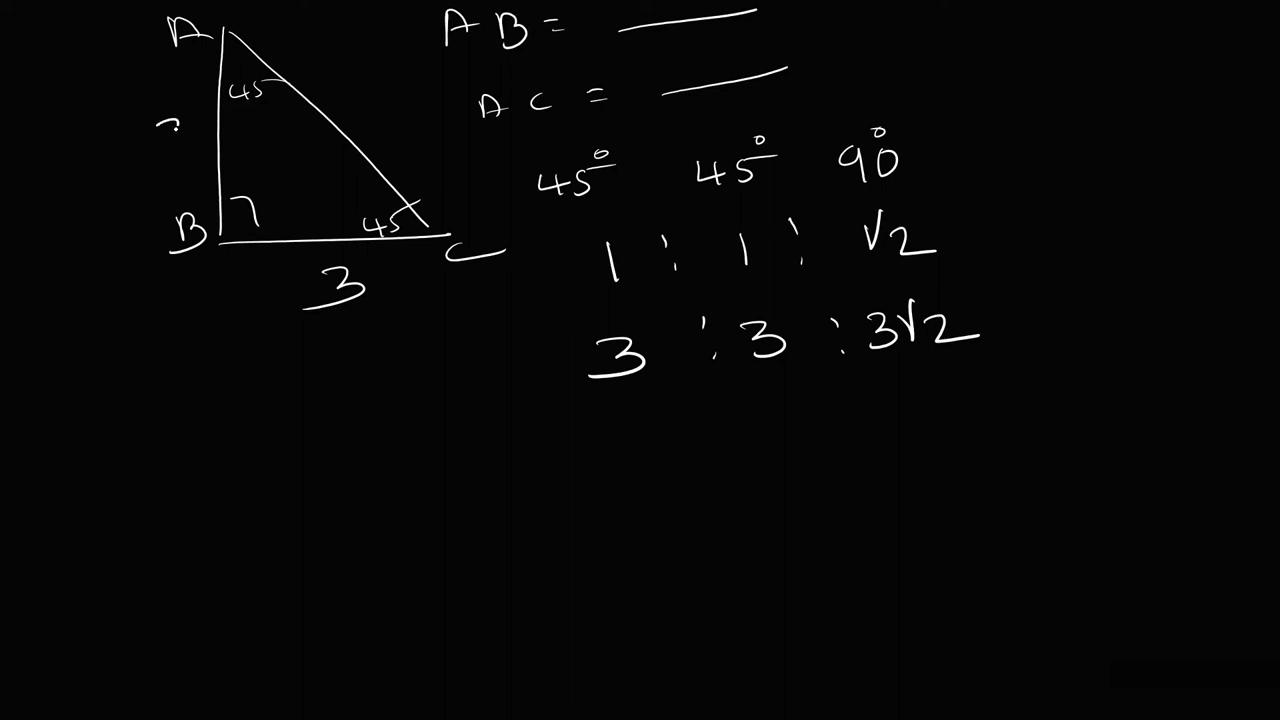 A
AB =
45
AC =
?
45° 45° 90°
B
45
C
1 : 1 : √2
3
3 : 3 : 3√2